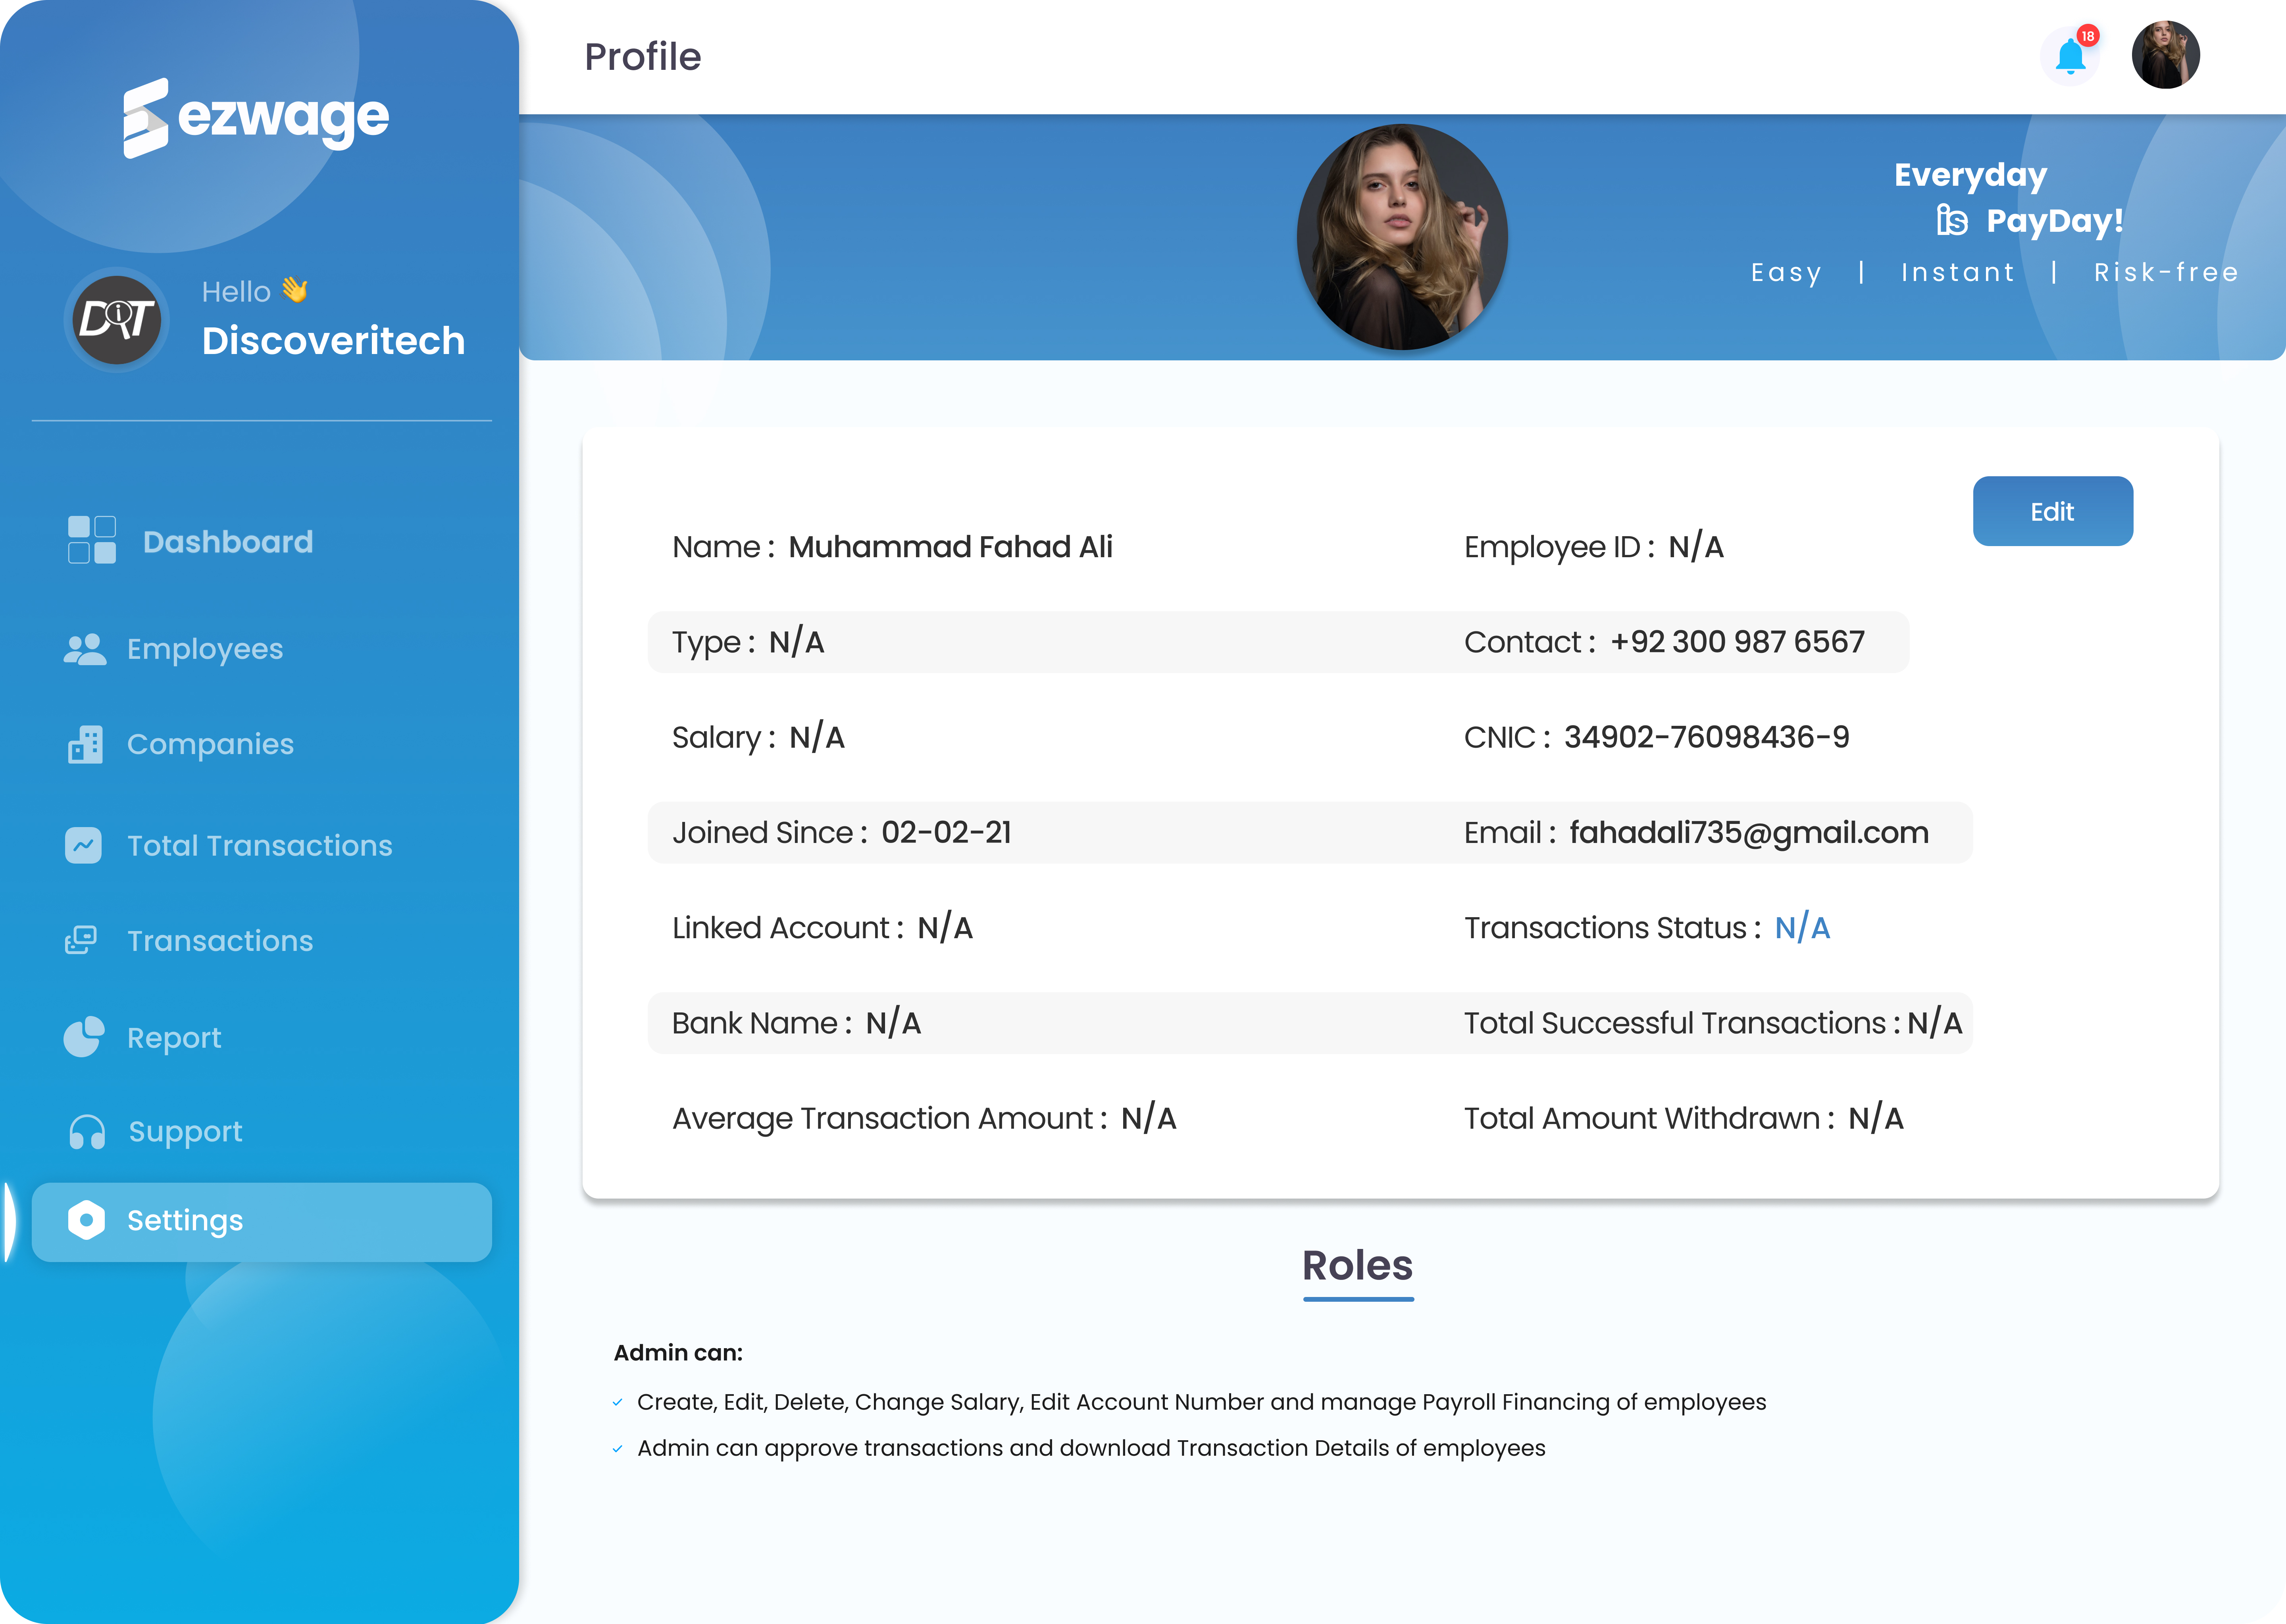 Profile
18
ezwage
Everyday
is PayDay!
Easy | Instant | Risk-free
DiT
Hello 👋
Discoveritech
Dashboard
Employees
Companies
Total Transactions
Transactions
Report
Support
Settings
Edit
Name : Muhammad Fahad Ali
Employee ID : N/A
Type : N/A
Contact : +92 300 987 6567
Salary : N/A
CNIC : 34902-76098436-9
Joined Since : 02-02-21
Email : fahadali735@gmail.com
Linked Account : N/A
Transactions Status : N/A
Bank Name : N/A
Total Successful Transactions : N/A
Average Transaction Amount : N/A
Total Amount Withdrawn : N/A
Roles
Admin can:
Create, Edit, Delete, Change Salary, Edit Account Number and manage Payroll Financing of employees
Admin can approve transactions and download Transaction Details of employees